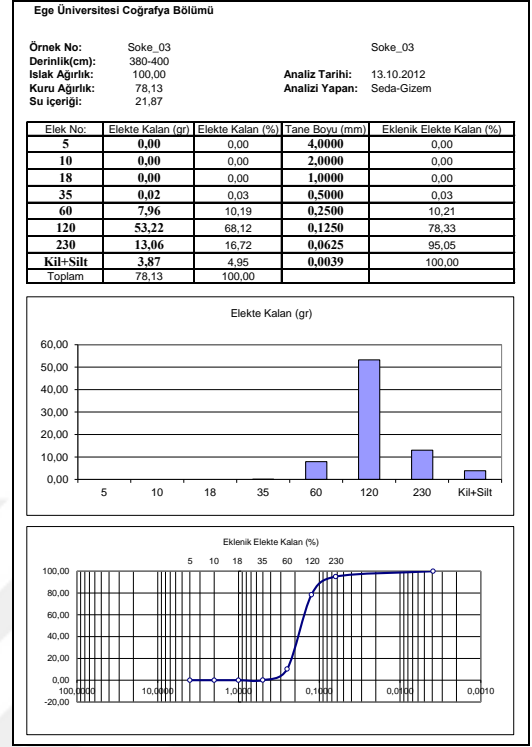 Ege Üniversitesi Coğrafya Bölümü
Örnek No: Soke_03 Soke_03
Derinlik(cm): 380-400
Islak Ağırlık: 100,00 Analiz Tarihi: 13.10.2012
Kuru Ağırlık: 78,13 Analizi Yapan: Seda-Gizem
Su içeriği: 21,87
Elek No: Elekte Kalan (gr) Elekte Kalan (%) Tane Boyu (mm) Eklenik Elekte Kalan (%)
5 0,00 0,00 4,0000 0,00
10 0,00 0,00 2,0000 0,00
18 0,00 0,00 1,0000 0,00
35 0,02 0,03 0,5000 0,03
60 7,96 10,19 0,2500 10,21
120 53,22 68,12 0,1250 78,33
230 13,06 16,72 0,0625 95,05
Kil+Silt 3,87 4,95 0,0039 100,00
Toplam 78,13 100,00
Elekte Kalan (gr)
60,00
50,00
40,00
30,00
20,00
10,00
0,00
5 10 18 35 60 120 230 Kil+Silt
Eklenik Elekte Kalan (%)
5 10 18 35 60 120 230
100,00
80,00
60,00
40,00
20,00
0,00
100,0000 10,0000 1,0000 0,1000 0,0100 0,0010
-20,00